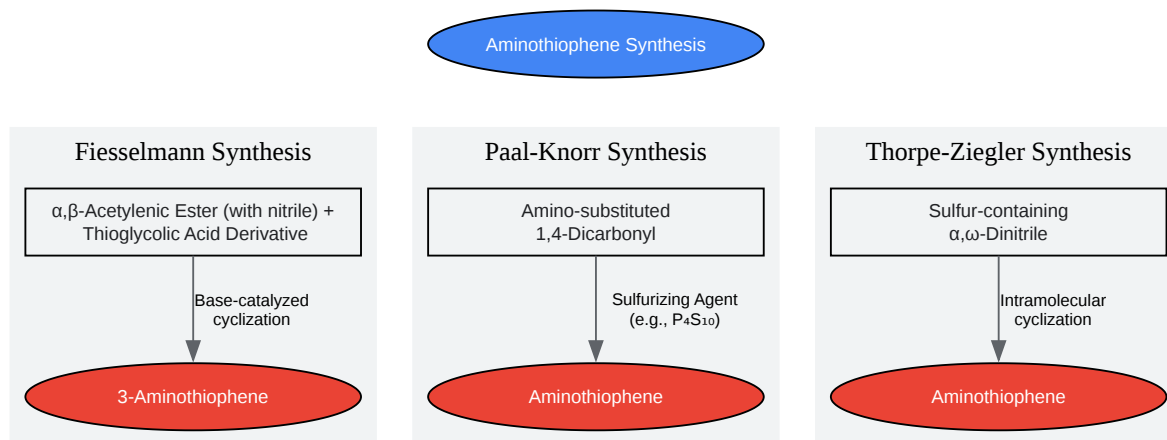 Aminothiophene Synthesis
Fiesselmann Synthesis
α,β-Acetylenic Ester (with nitrile) +
Thioglycolic Acid Derivative
Base-catalyzed
cyclization
3-Aminothiophene
Paal-Knorr Synthesis
Amino-substituted
1,4-Dicarbonyl
Sulfurizing Agent
(e.g., P₄S₁₀)
Aminothiophene
Thorpe-Ziegler Synthesis
Sulfur-containing
α,ω-Dinitrile
Intramolecular
cyclization
Aminothiophene